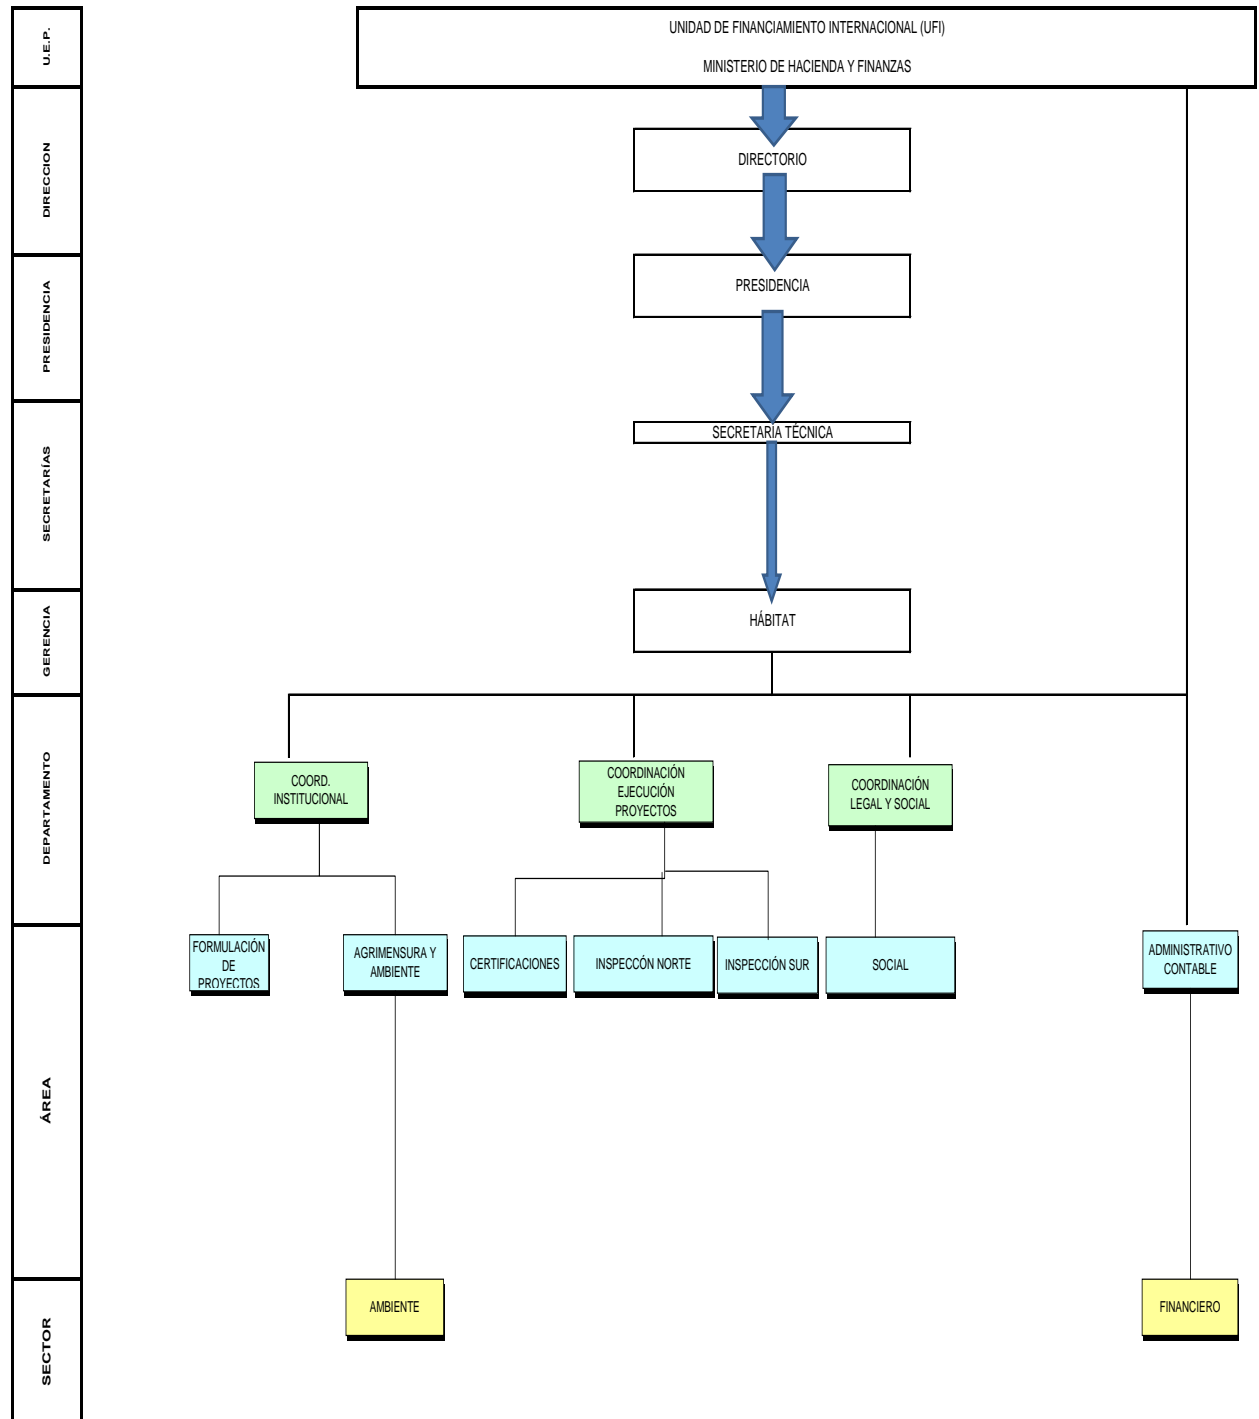 U.E.P.
UNIDAD DE FINANCIAMIENTO INTERNACIONAL (UFI)
MINISTERIO DE HACIENDA Y FINANZAS
DIRECCION
DIRECTORIO
PRESIDENCIA
PRESIDENCIA
SECRETARÍAS
SECRETARÍA TÉCNICA
GERENCIA
HÁBITAT
DEPARTAMENTO
COORD.
INSTITUCIONAL
COORDINACIÓN
EJECUCIÓN
PROYECTOS
COORDINACIÓN
LEGAL Y SOCIAL
ÁREA
FORMULACIÓN
DE
PROYECTOS
AGRIMENSURA Y
AMBIENTE
CERTIFICACIONES
INSPECCÓN NORTE
INSPECCIÓN SUR
SOCIAL
ADMINISTRATIVO
CONTABLE
SECTOR
AMBIENTE
FINANCIERO